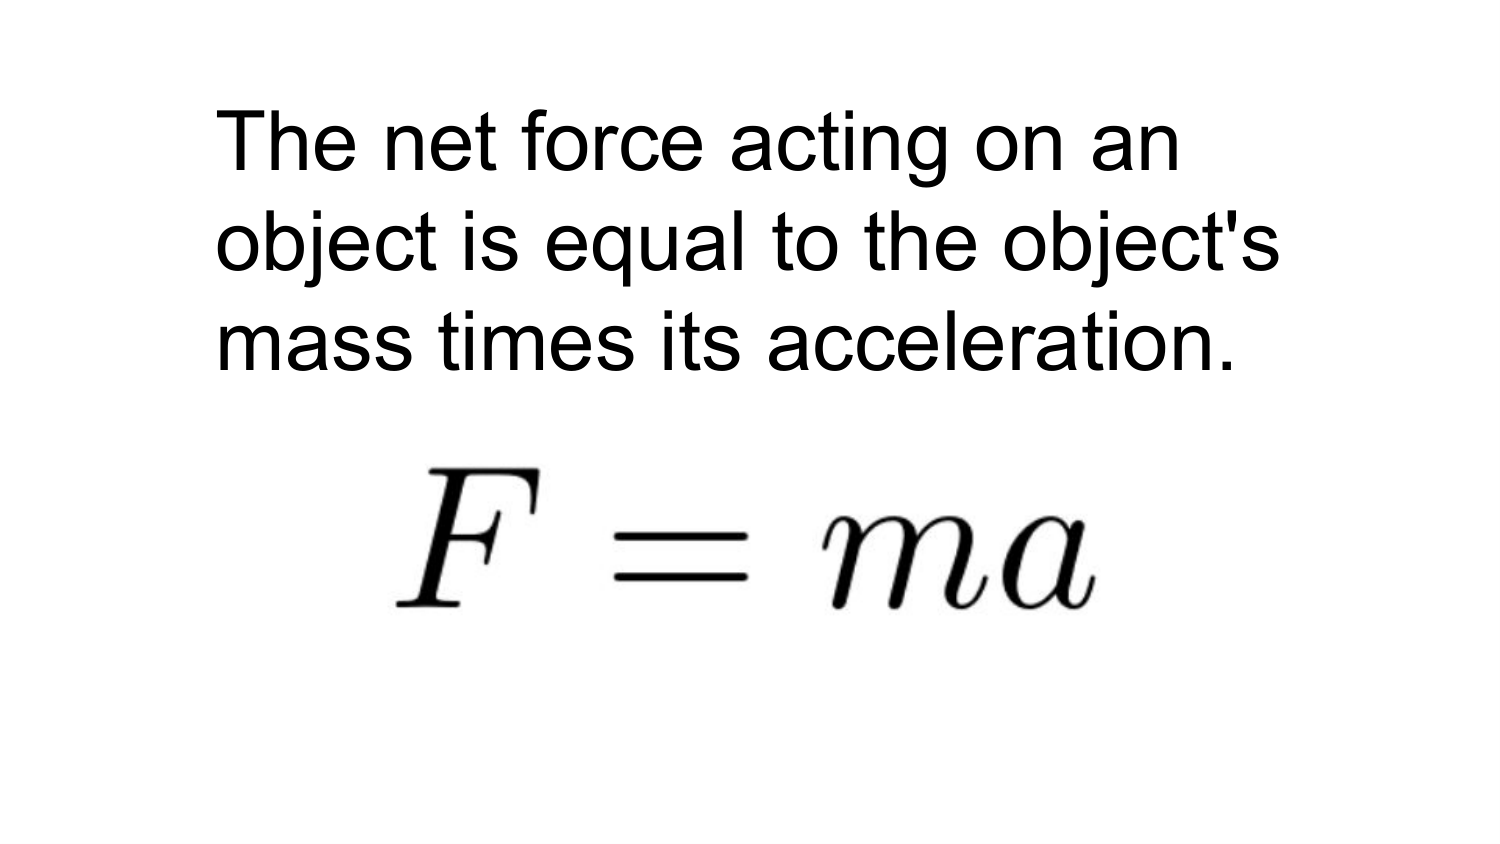 The net force acting on an
object is equal to the object's
mass times its acceleration.
F = ma